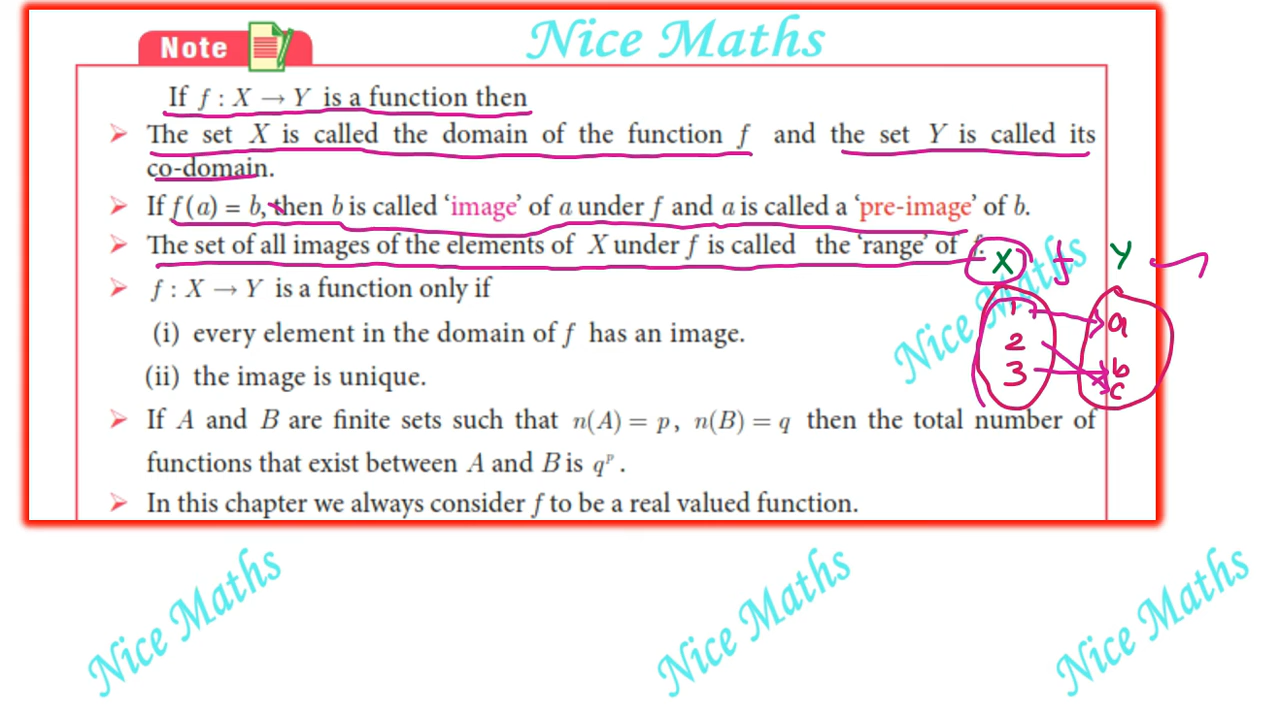 Nice Maths
Note
If f : X → Y is a function then
➤ The set X is called the domain of the function f and the set Y is called its
co-domain.
➤ If f(a) = b, then b is called ‘image’ of a under f and a is called a ‘pre-image’ of b.
➤ The set of all images of the elements of X under f is called the ‘range’ of f.
X f Y
➤ f : X → Y is a function only if
1 a
(i) every element in the domain of f has an image.
2
3 b
(ii) the image is unique.
c
Nice Maths
➤ If A and B are finite sets such that n(A) = p, n(B) = q then the total number of
functions that exist between A and B is qᵖ.
➤ In this chapter we always consider f to be a real valued function.
Nice Maths
Nice Maths
Nice Maths